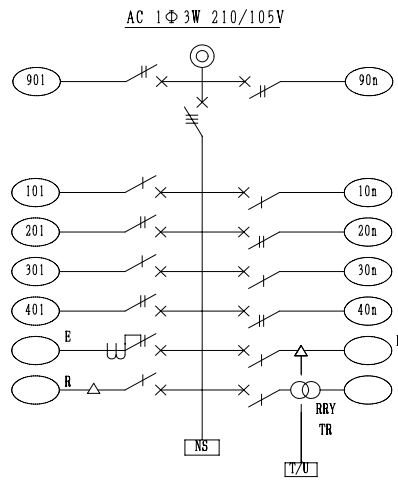 AC 1Φ3W 210/105V
901 90n
101 10n
201 20n
301 30n
401 40n
E
R
RRY
TR
NS
T/U